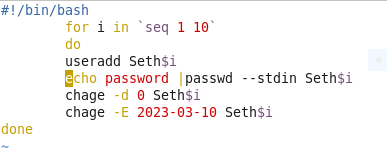 #!/bin/bash
for i in `seq 1 10`
do
useradd Seth$i
echo password |passwd --stdin Seth$i
chage -d 0 Seth$i
chage -E 2023-03-10 Seth$i
done
~